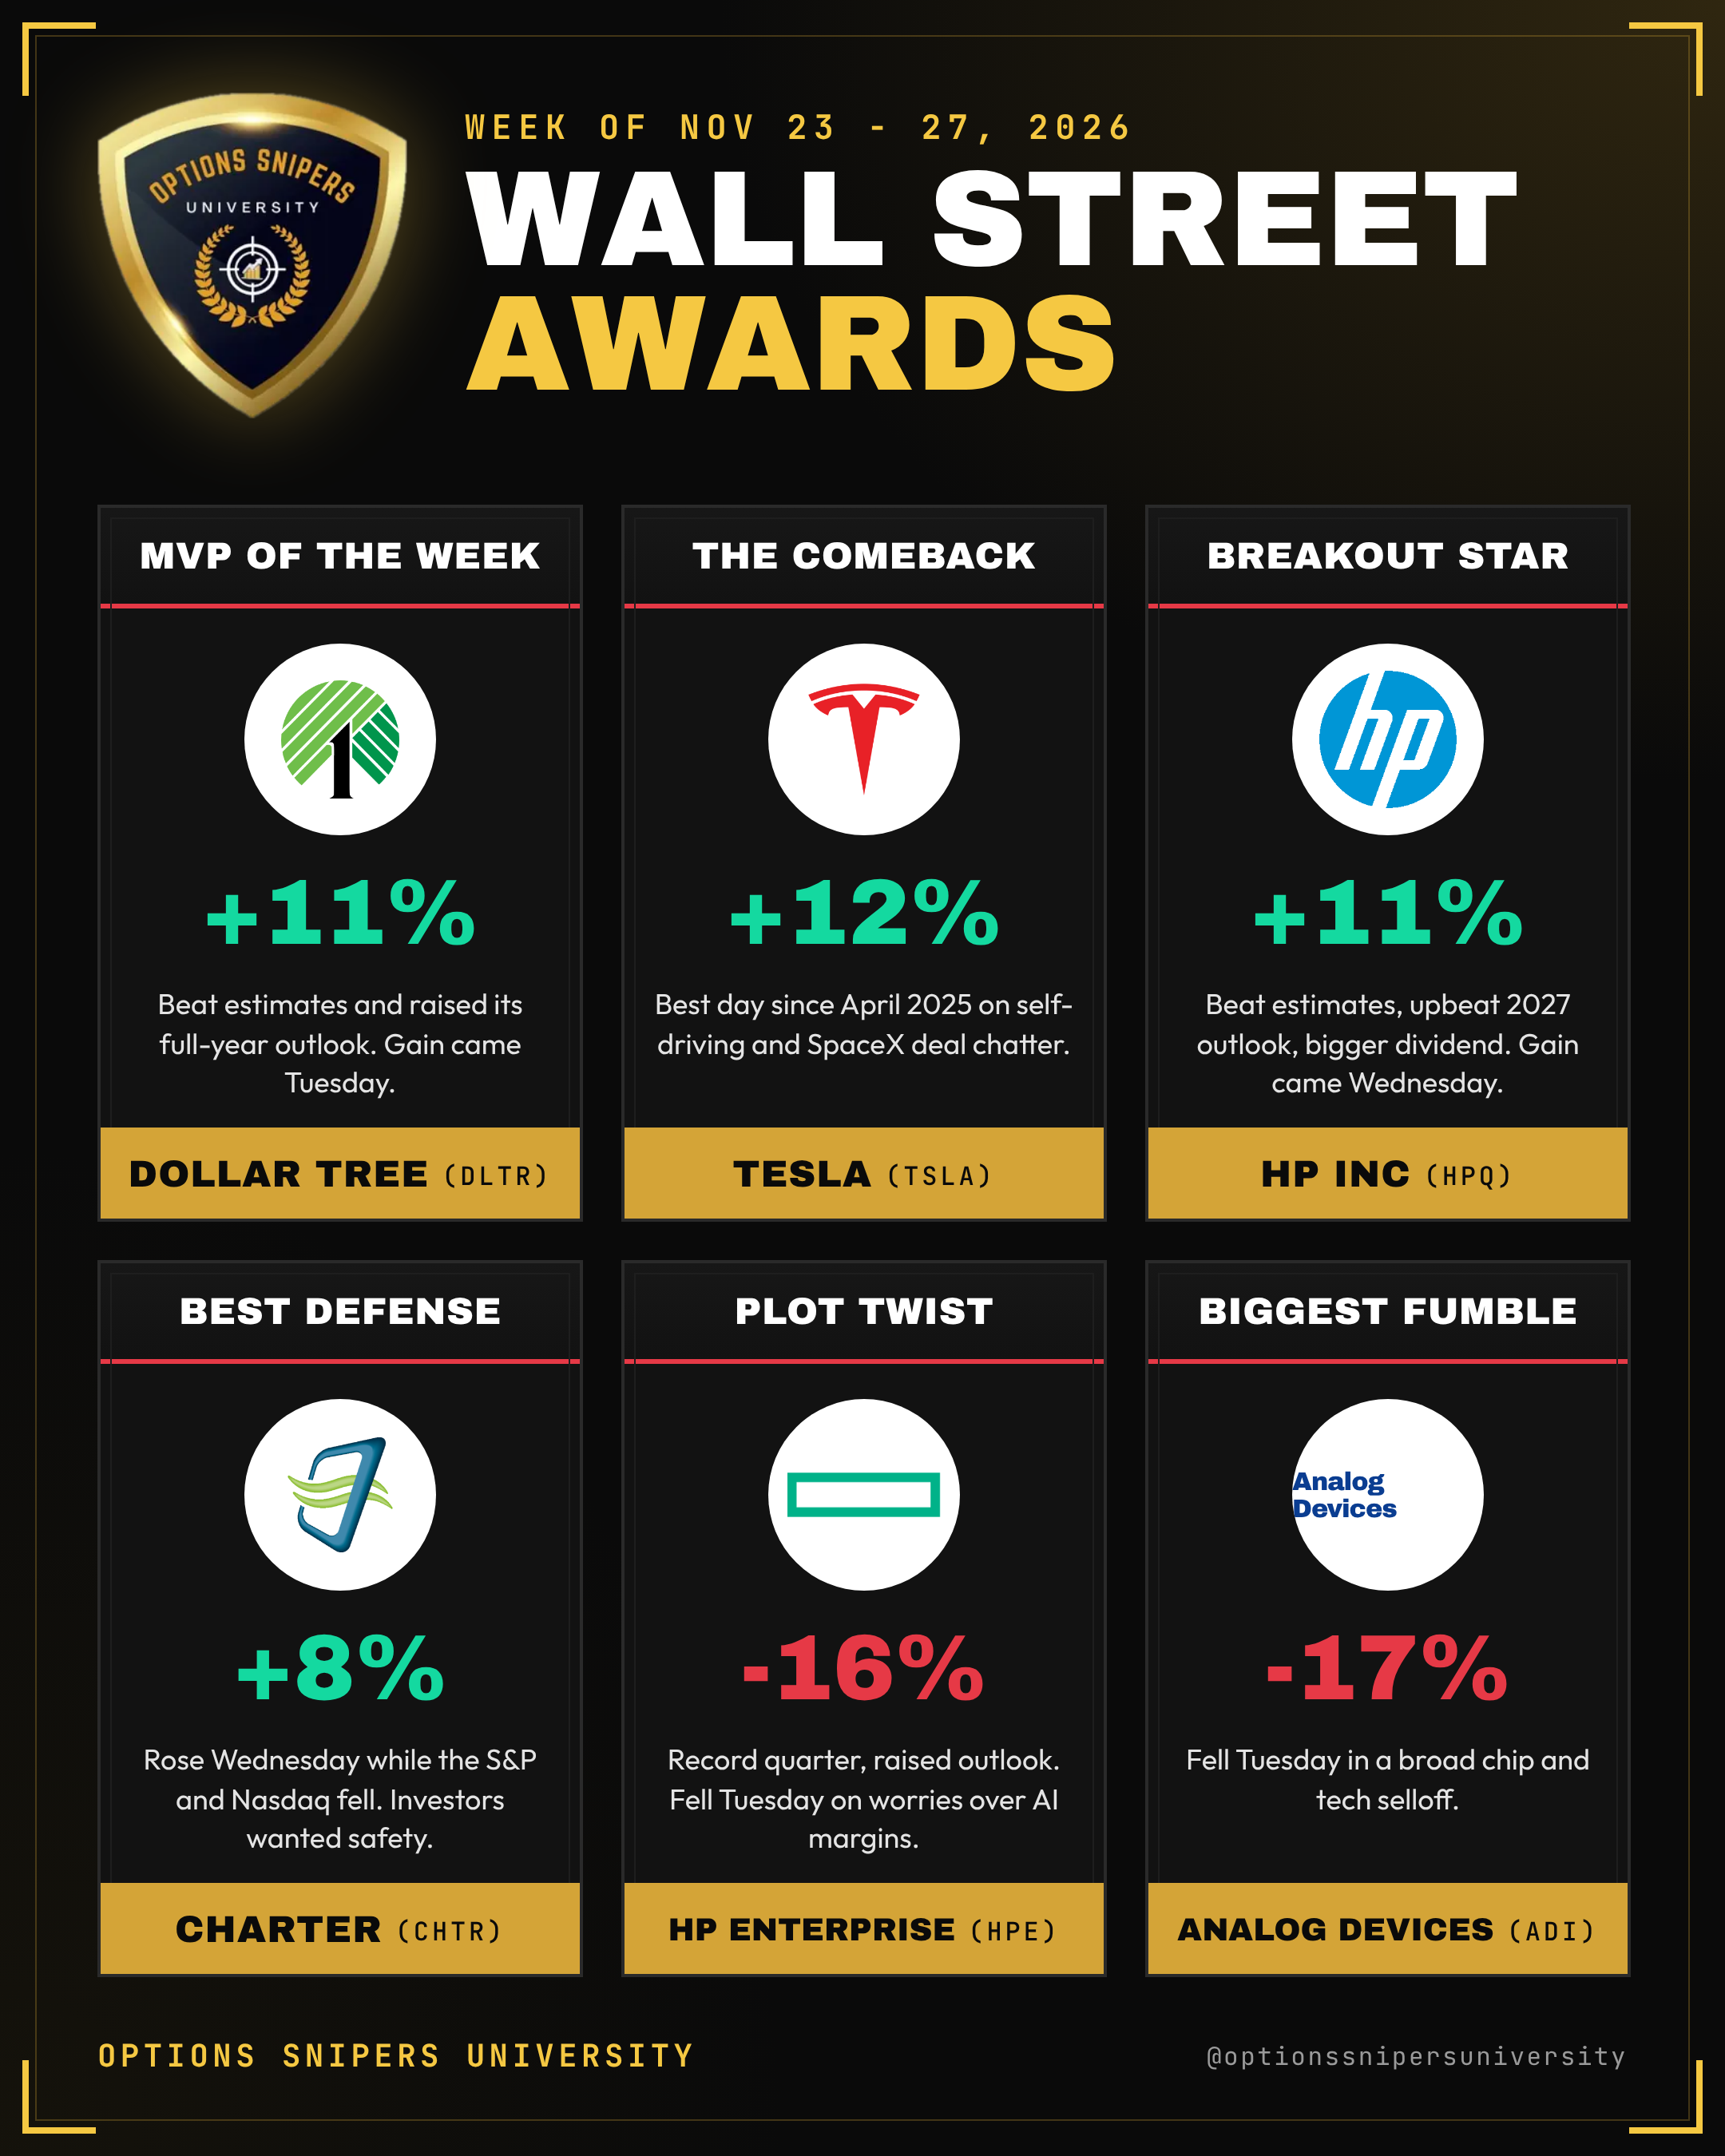 OPTIONS SNIPERS
UNIVERSITY
WEEK OF NOV 23 - 27, 2026
WALL STREET
AWARDS
MVP OF THE WEEK
+11%
Beat estimates and raised its
full-year outlook. Gain came
Tuesday.
DOLLAR TREE (DLTR)
THE COMEBACK
+12%
Best day since April 2025 on self-
driving and SpaceX deal chatter.
TESLA (TSLA)
BREAKOUT STAR
hp
+11%
Beat estimates, upbeat 2027
outlook, bigger dividend. Gain
came Wednesday.
HP INC (HPQ)
BEST DEFENSE
+8%
Rose Wednesday while the S&P
and Nasdaq fell. Investors
wanted safety.
CHARTER (CHTR)
PLOT TWIST
-16%
Record quarter, raised outlook.
Fell Tuesday on worries over AI
margins.
HP ENTERPRISE (HPE)
BIGGEST FUMBLE
Analog
Devices
-17%
Fell Tuesday in a broad chip and
tech selloff.
ANALOG DEVICES (ADI)
OPTIONS SNIPERS UNIVERSITY
@optionssnipersuniversity